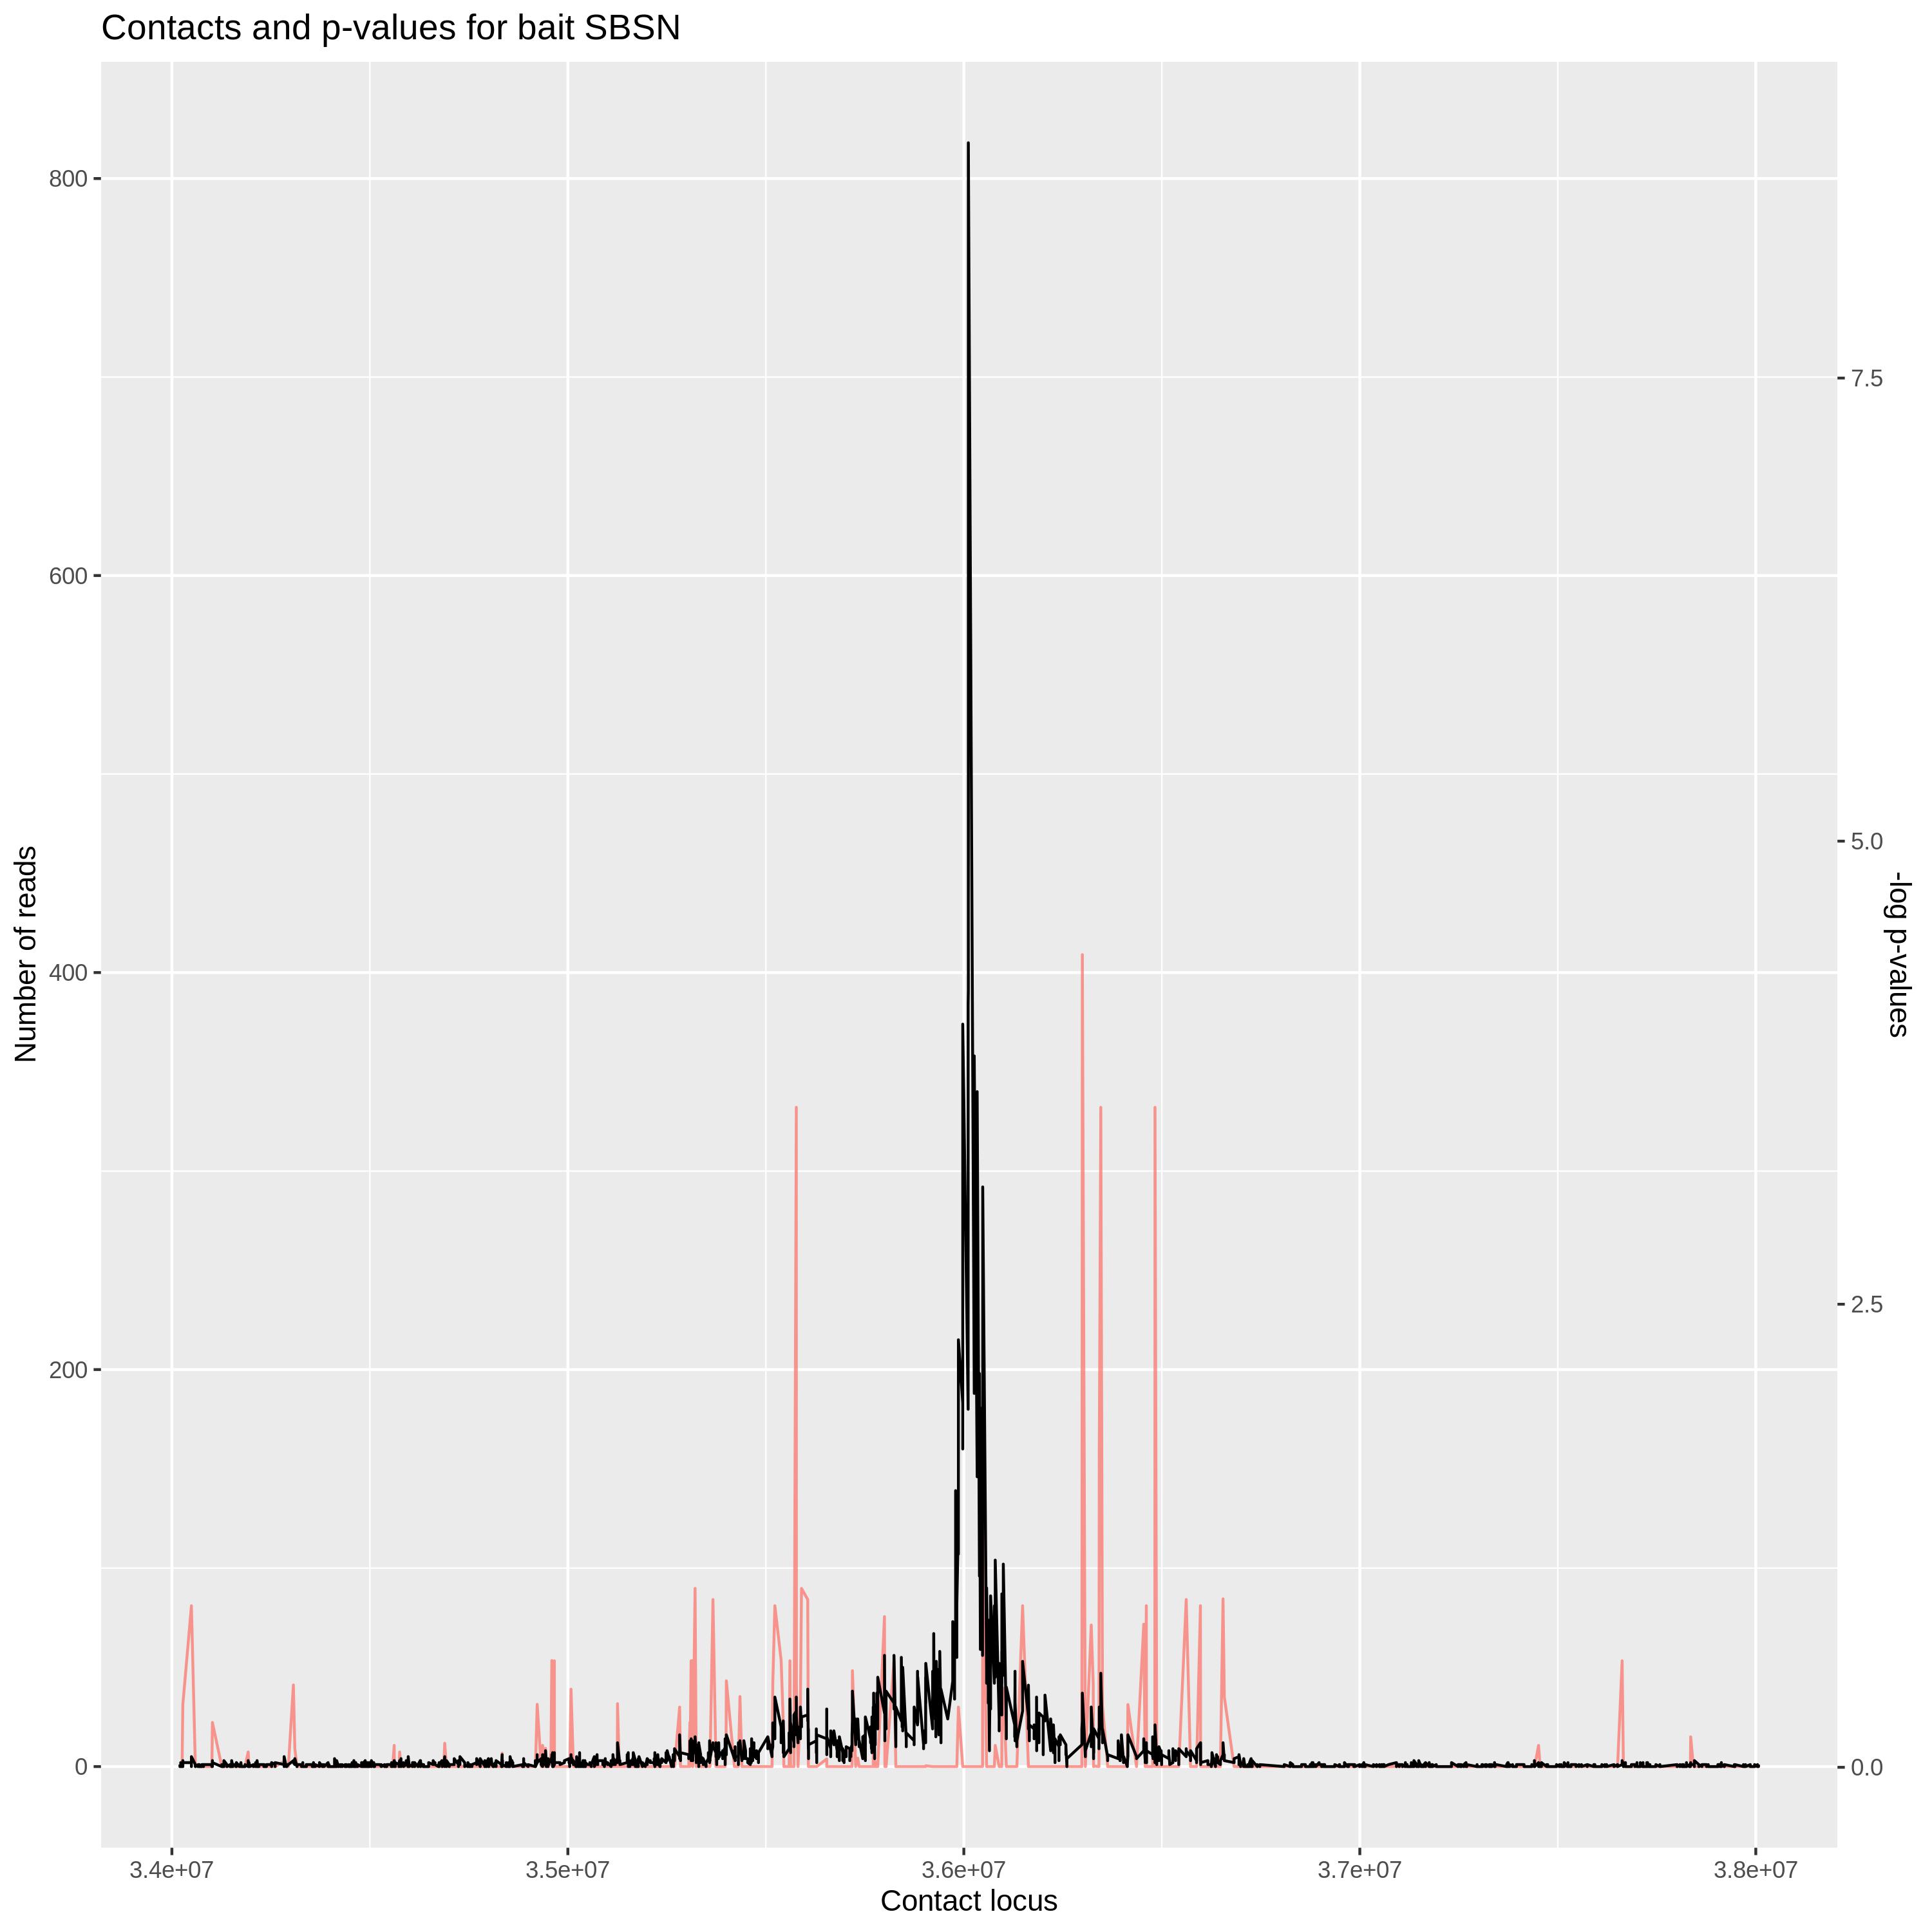 Contacts and p-values for bait SBSN
Number of reads
800
600
400
200
0
7.5
5.0
2.5
0.0
-log p-values
3.4e+07 3.5e+07 3.6e+07 3.7e+07 3.8e+07
Contact locus